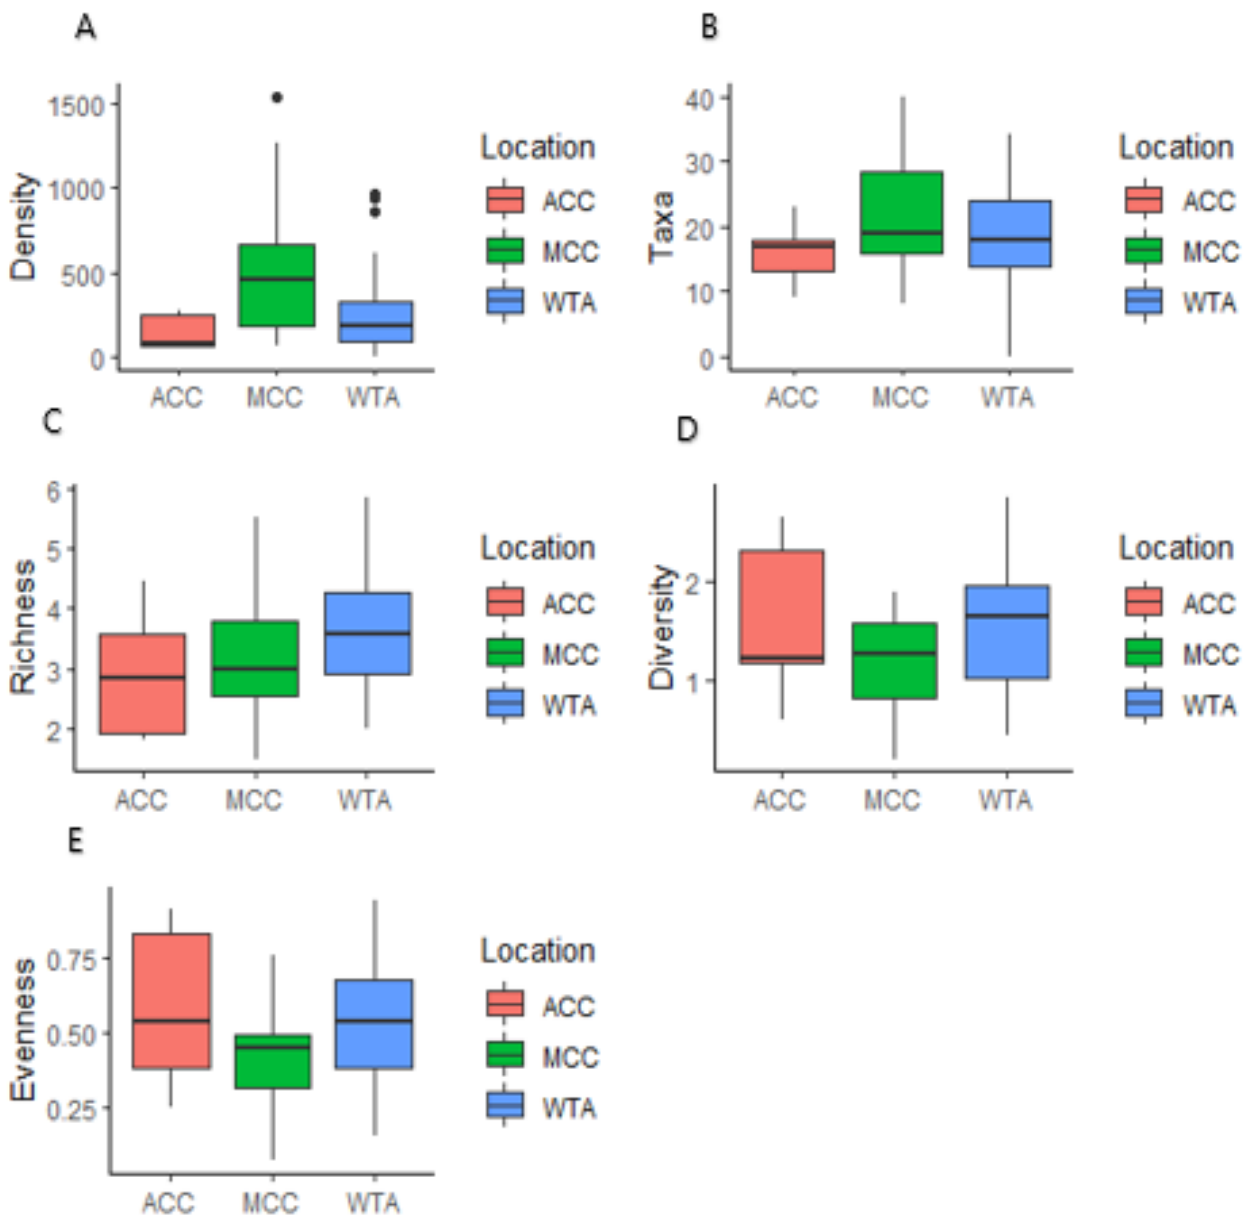 A
Density
1500
1000
500
0
ACC MCC WTA
Location
ACC
MCC
WTA
B
Taxa
40
30
20
10
0
ACC MCC WTA
Location
ACC
MCC
WTA
C
Richness
6
5
4
3
2
ACC MCC WTA
Location
ACC
MCC
WTA
D
Diversity
2
1
ACC MCC WTA
Location
ACC
MCC
WTA
E
Evenness
0.75
0.50
0.25
ACC MCC WTA
Location
ACC
MCC
WTA